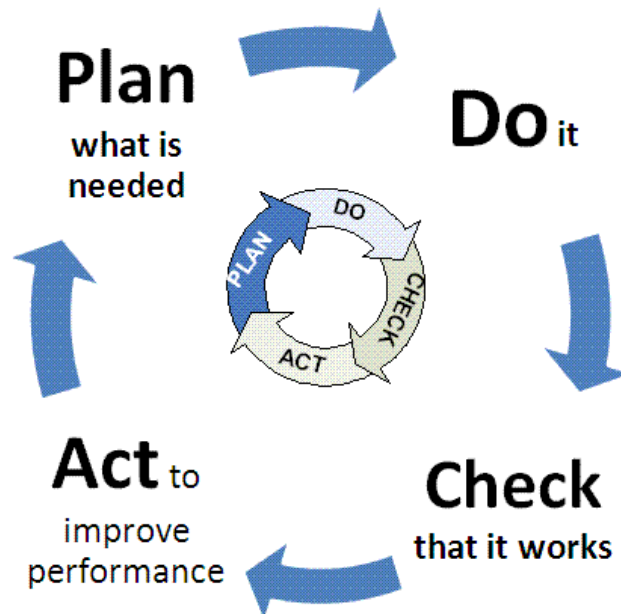 Plan
what is
needed
Do it
DO
PLAN
CHECK
ACT
Act to
improve
performance
Check
that it works